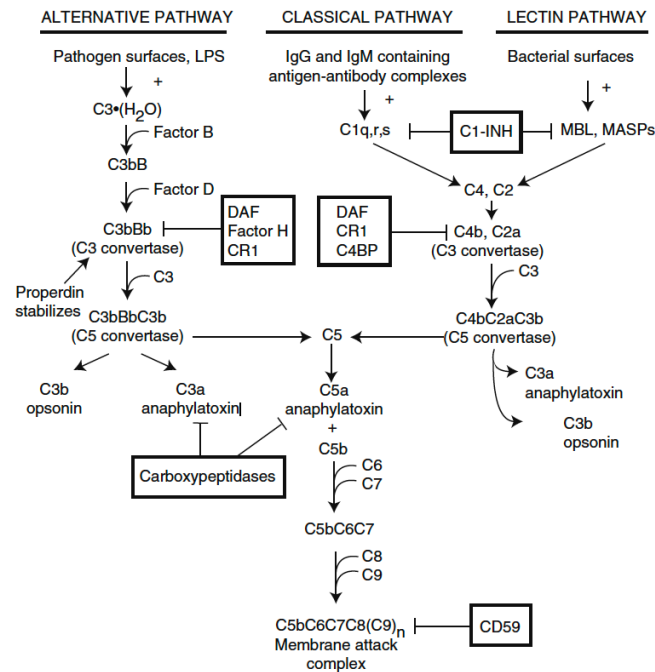 ALTERNATIVE PATHWAY
CLASSICAL PATHWAY
LECTIN PATHWAY
Pathogen surfaces, LPS
IgG and IgM containing
antigen-antibody complexes
Bacterial surfaces
+
+
+
C3•(H2O)
Factor B
C1q,r,s
C1-INH
MBL, MASPs
C3bB
Factor D
C4, C2
DAF
Factor H
CR1
DAF
CR1
C4BP
C3bBb
(C3 convertase)
C4b, C2a
(C3 convertase)
C3
C3
Properdin
stabilizes
C3bBbC3b
(C5 convertase)
C5
C4bC2aC3b
(C5 convertase)
C3b
opsonin
C3a
anaphylatoxin
C5a
anaphylatoxin
+
C5b
C3a
anaphylatoxin
C3b
opsonin
Carboxypeptidases
C6
C7
C5bC6C7
C8
C9
C5bC6C7C8(C9)n
Membrane attack
complex
CD59